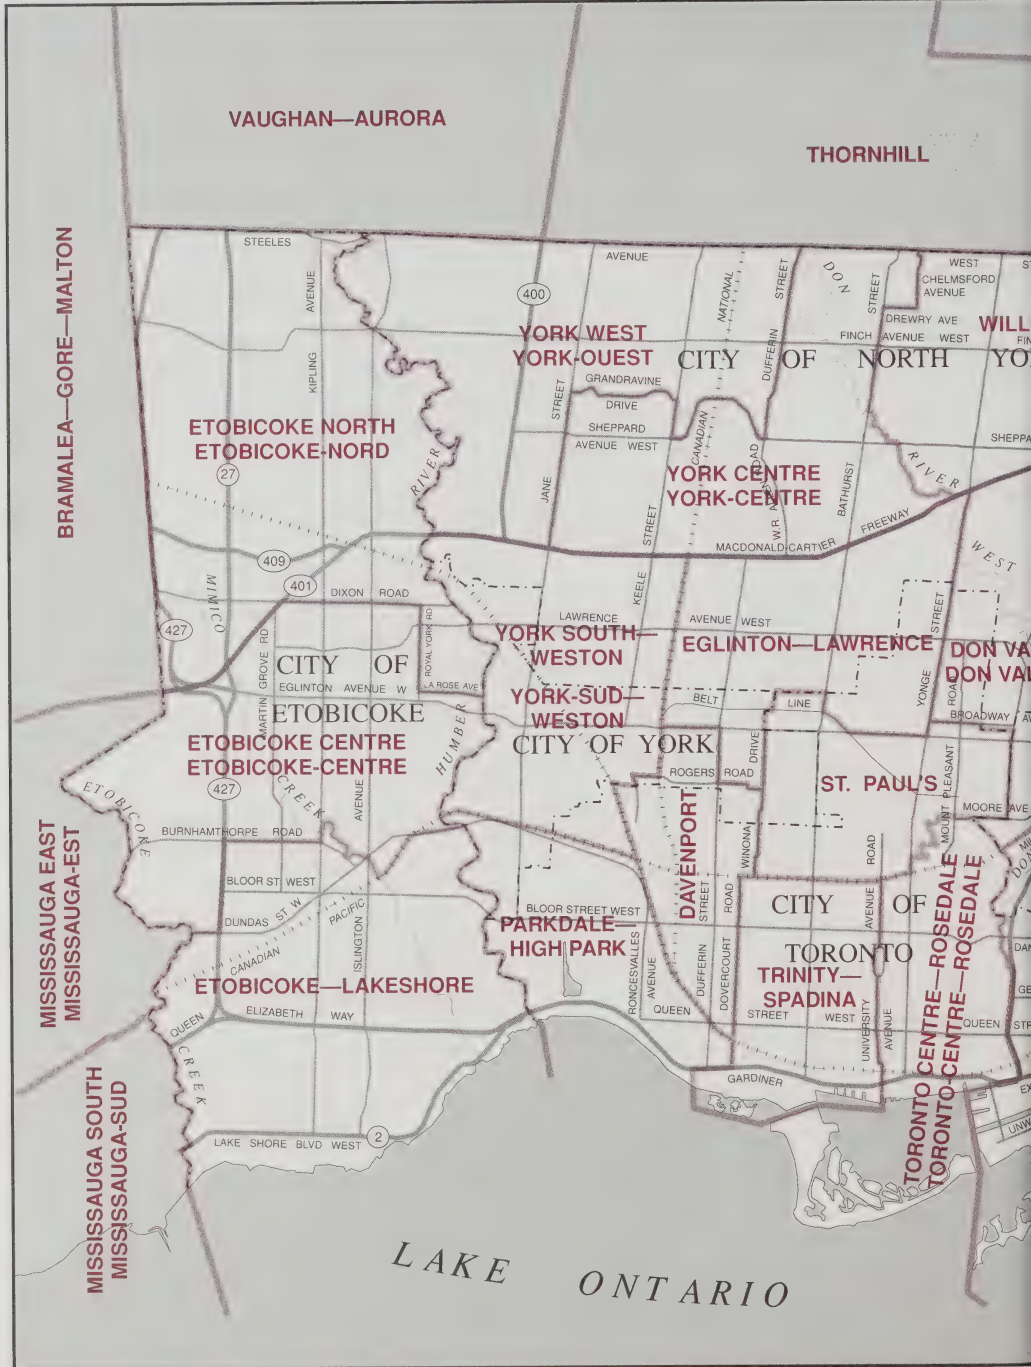 VAUGHAN—AURORA
THORNHILL
BRAMALEA—GORE—MALTON
STEELES
AVENUE
WEST
CHELMSFORD
AVENUE
DREWRY AVE
FINCH AVENUE WEST
400
NATIONAL
STREET
DON
STREET
DUFFERIN
AVENUE
KIPLING
YORK WEST
YORK-OUEST
CITY OF NORTH
GRANDRAVINE
DRIVE
SHEPPARD
AVENUE WEST
STREET
JANE
CANADIAN
ETOBICOKE NORTH
ETOBICOKE-NORD
27
RIVER
YORK CENTRE
YORK-CENTRE
BATHURST
RIVER
FREEWAY
MACDONALD-CARTIER
STREET
KEELE
WEST
409
401
DIXON ROAD
MIMICO
427
MARTIN GROVE RD
ROYAL YORK RD
LAWRENCE
AVENUE WEST
STREET
YONGE
YORK SOUTH—
WESTON
YORK-SUD—
WESTON
EGLINTON—LAWRENCE
CITY OF
ETOBICOKE
EGLINTON AVENUE W
LA ROSE AVE
BELT
LINE
ROAD
BROADWAY
ETOBICOKE CENTRE
ETOBICOKE-CENTRE
HUMBER
CITY OF YORK
ROGERS ROAD
DRIVE
WINONA
ST. PAUL'S
MOUNT PLEASANT
MOORE AVE
427
CREEK
AVENUE
ISLINGTON
ETOBICOKE
BURNHAMTHORPE ROAD
MISSISSAUGA EAST
MISSISSAUGA-EST
BLOOR ST WEST
DUNDAS ST. W
CANADIAN
PACIFIC
WAY
DAVENPORT
STREET
DUFFERIN
ROAD
DOVERCOURT
ROAD
AVENUE
CITY OF
TORONTO
BLOOR STREET WEST
PARKDALE—
HIGH PARK
RONCESVALLES
AVENUE
TRINITY—
SPADINA
QUEEN
STREET WEST
QUEEN
UNIVERSITY
AVENUE
TORONTO CENTRE—ROSEDALE
TORONTO-CENTRE—ROSEDALE
ETOBICOKE—LAKESHORE
QUEEN
ELIZABETH WAY
CREEK
GARDINER
LAKE SHORE BLVD WEST
2
MISSISSAUGA SOUTH
MISSISSAUGA-SUD
LAKE ONTARIO